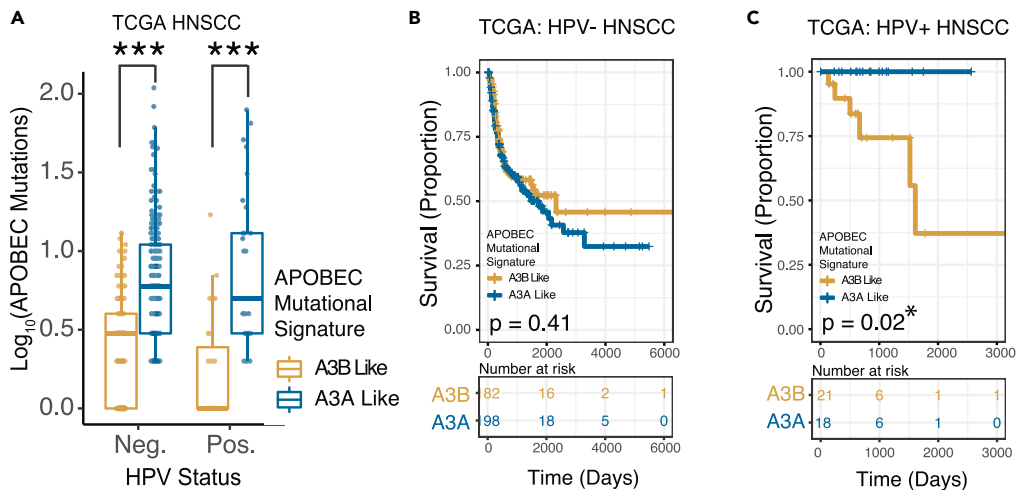 A
TCGA HNSCC
***
***
Log10(APOBEC Mutations)
2.0
1.5
1.0
0.5
0.0
Neg.
Pos.
HPV Status
APOBEC
Mutational
Signature
A3B Like
A3A Like
B
TCGA: HPV- HNSCC
Survival (Proportion)
1.00
0.75
0.50
0.25
0.00
APOBEC
Mutational
Signature
A3B Like
A3A Like
p = 0.41
0
2000
4000
6000
Number at risk
A3B
82
16
2
1
A3A
98
18
5
0
0
2000
4000
6000
Time (Days)
C
TCGA: HPV+ HNSCC
Survival (Proportion)
1.00
0.75
0.50
0.25
0.00
APOBEC
Mutational
Signature
A3B Like
A3A Like
p = 0.02*
0
1000
2000
3000
Number at risk
A3B
21
6
1
1
A3A
18
6
1
0
0
1000
2000
3000
Time (Days)